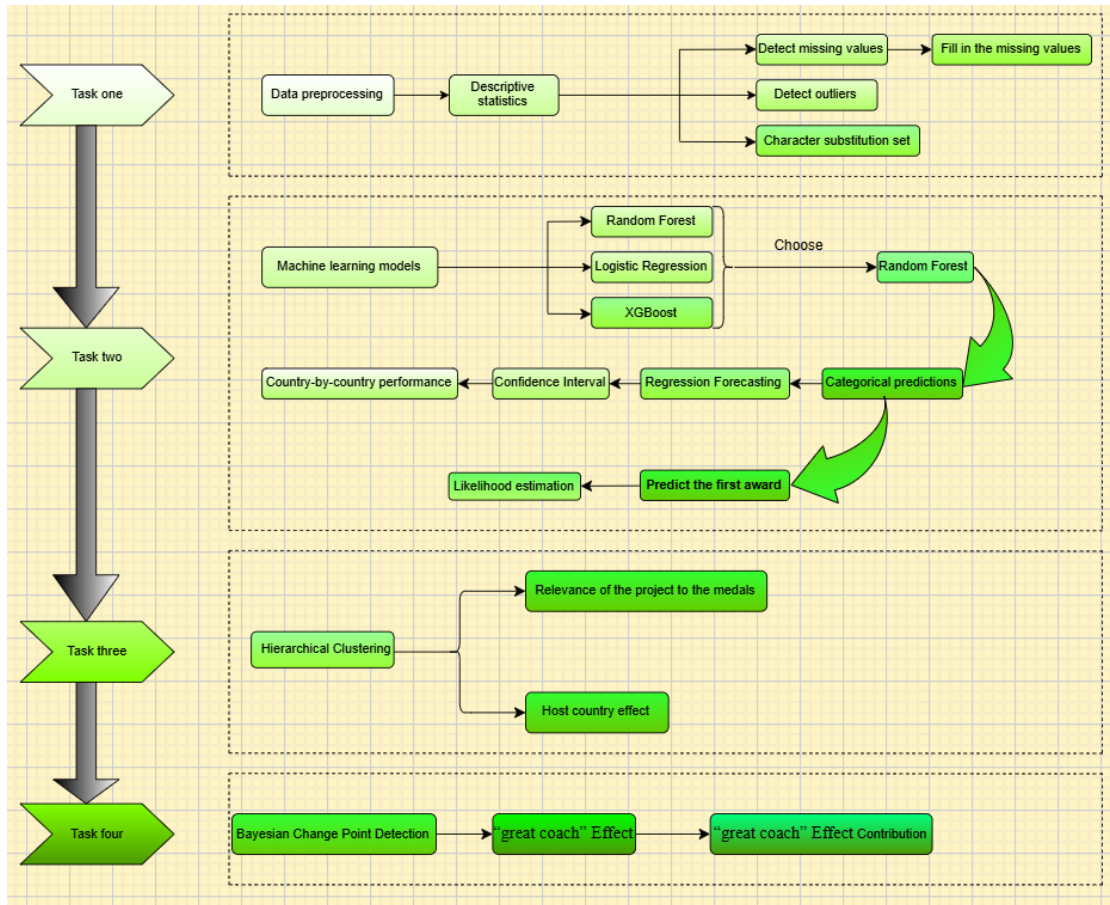 Task one
Data preprocessing
Descriptive
statistics
Detect missing values
Fill in the missing values
Detect outliers
Character substitution set
Task two
Machine learning models
Random Forest
Logistic Regression
XGBoost
Choose
Random Forest
Country-by-country performance
Confidence Interval
Regression Forecasting
Categorical predictions
Likelihood estimation
Predict the first award
Task three
Hierarchical Clustering
Relevance of the project to the medals
Host country effect
Task four
Bayesian Change Point Detection
“great coach” Effect
“great coach” Effect Contribution